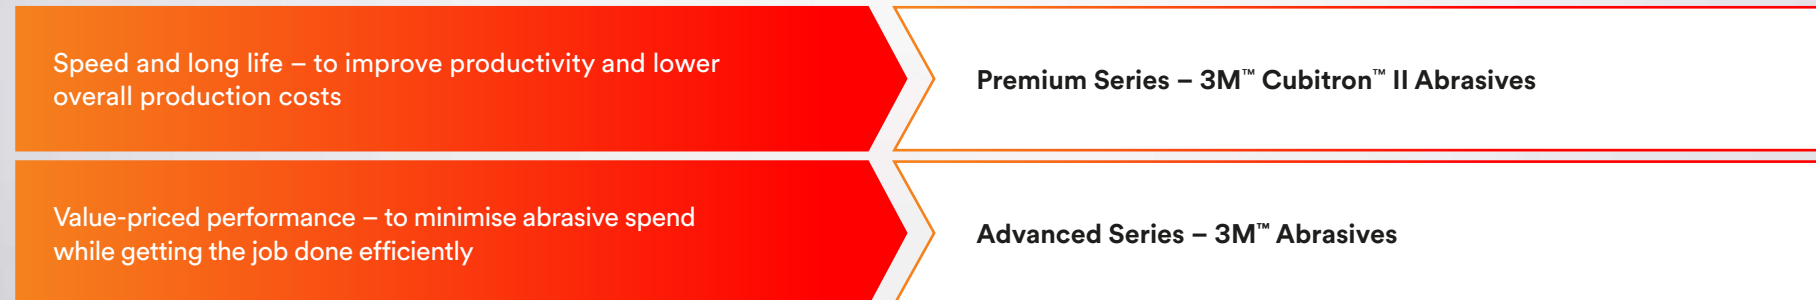 Speed and long life – to improve productivity and lower
overall production costs
Premium Series – 3M™ Cubitron™ II Abrasives
Value-priced performance – to minimise abrasive spend
while getting the job done efficiently
Advanced Series – 3M™ Abrasives